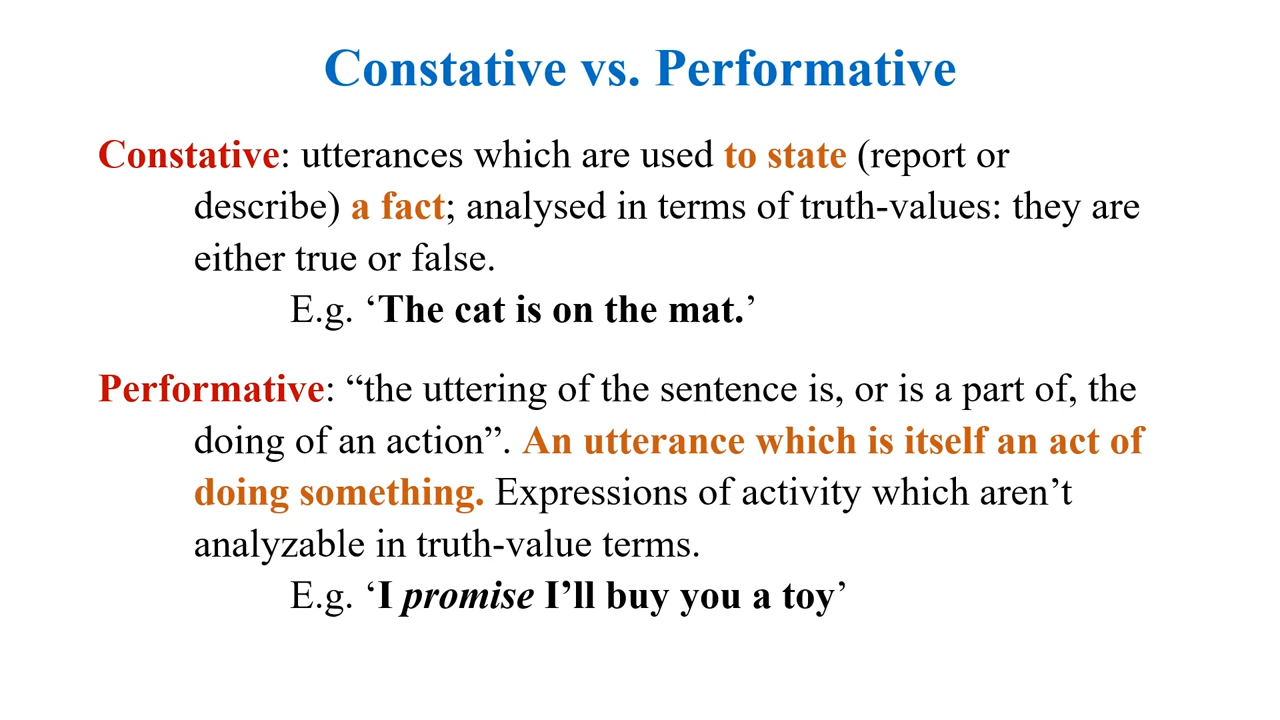 Constative vs. Performative
Constative: utterances which are used to state (report or
describe) a fact; analysed in terms of truth-values: they are
either true or false.
E.g. ‘The cat is on the mat.’
Performative: “the uttering of the sentence is, or is a part of, the
doing of an action”. An utterance which is itself an act of
doing something. Expressions of activity which aren’t
analyzable in truth-value terms.
E.g. ‘I promise I’ll buy you a toy’